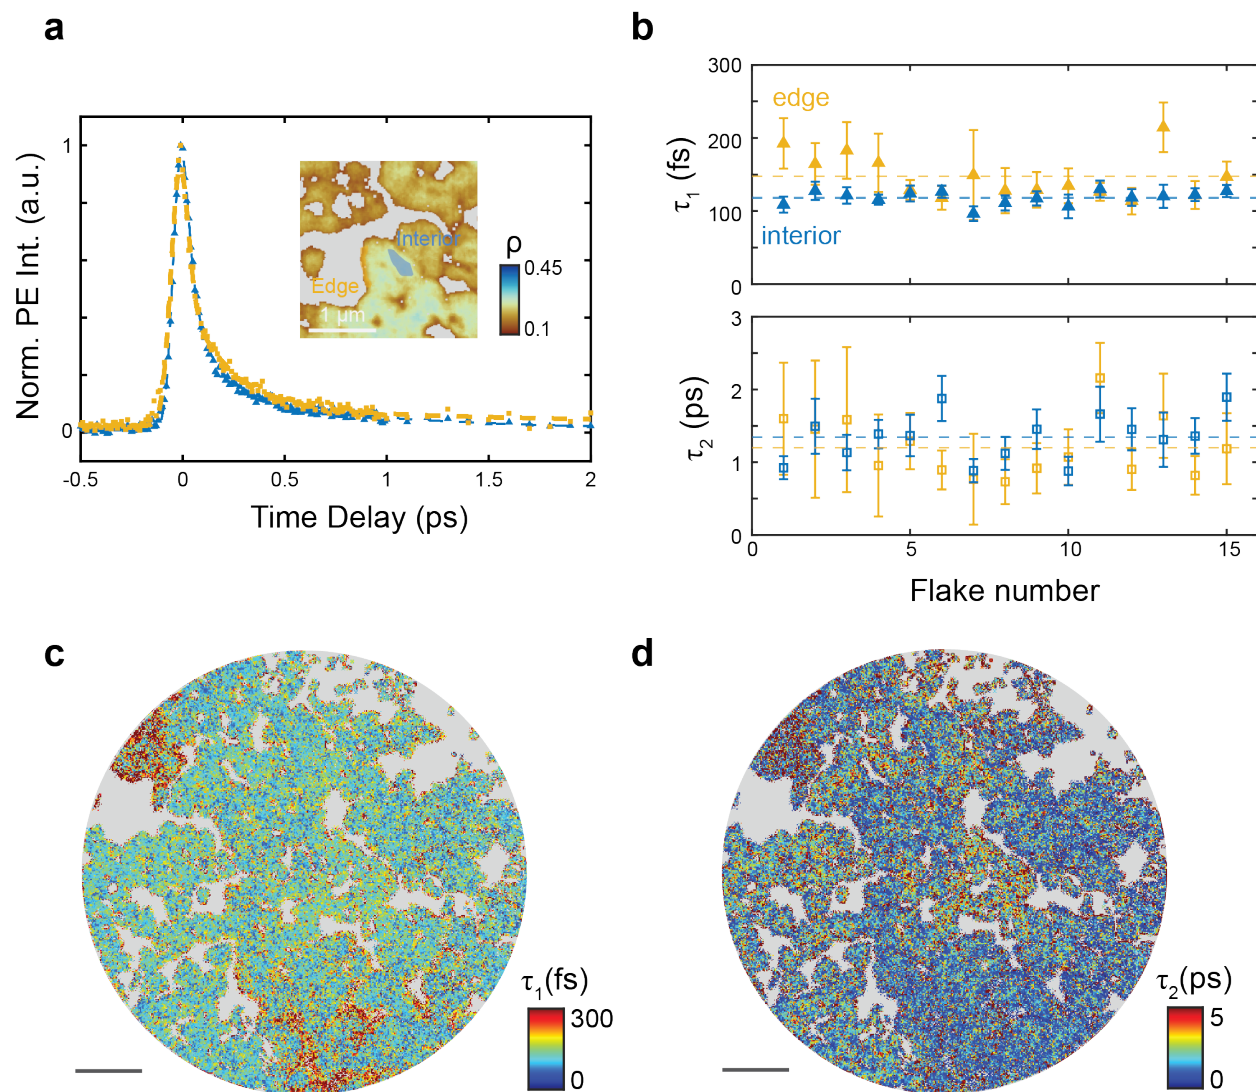 a
Norm. PE Int. (a.u.)
1
0
-0.5
0
0.5
1
1.5
2
Time Delay (ps)
Interior
Edge
1 μm
ρ
0.45
0.1
b
τ1 (fs)
300
200
100
0
edge
interior
τ2 (ps)
3
2
1
0
0
5
10
15
Flake number
c
τ1(fs)
300
0
d
τ2(ps)
5
0